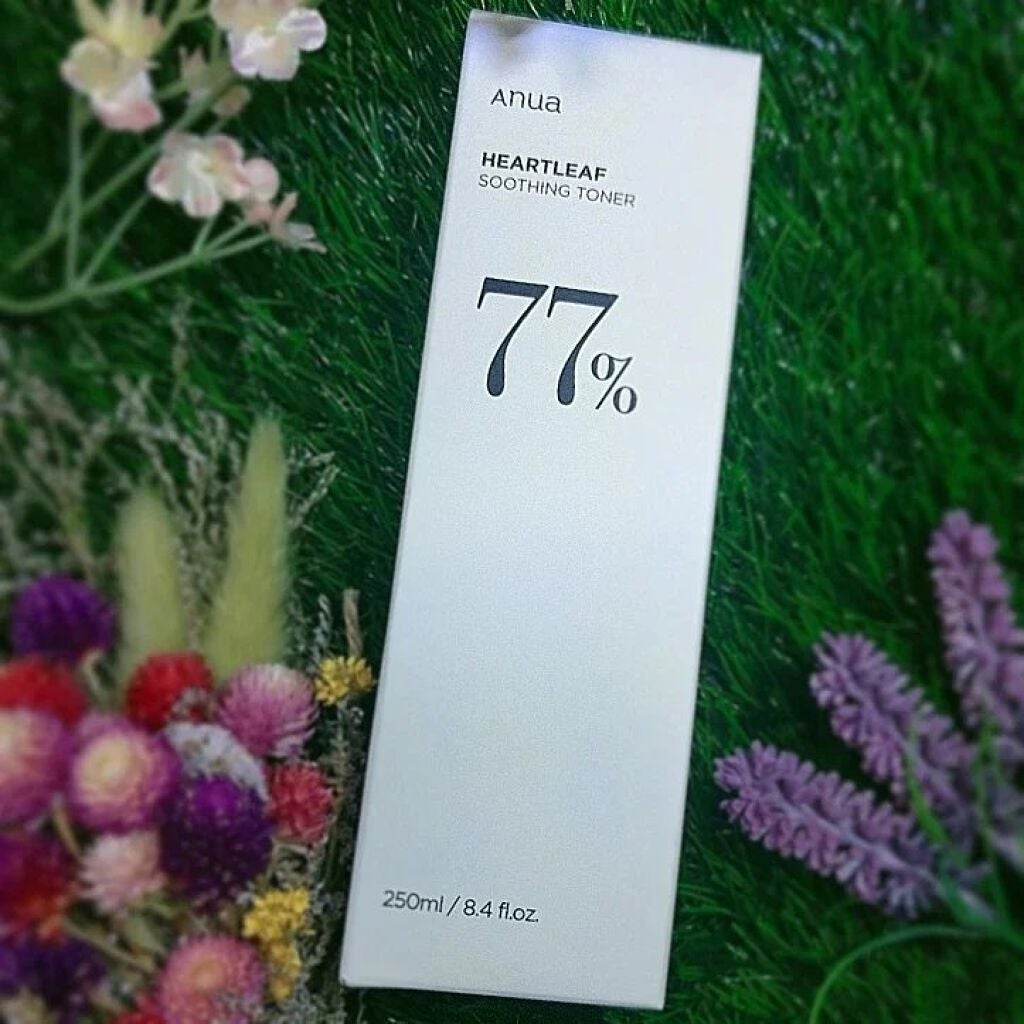 Anua
HEARTLEAF
SOOTHING TONER
77%
250ml / 8.4 fl.oz.